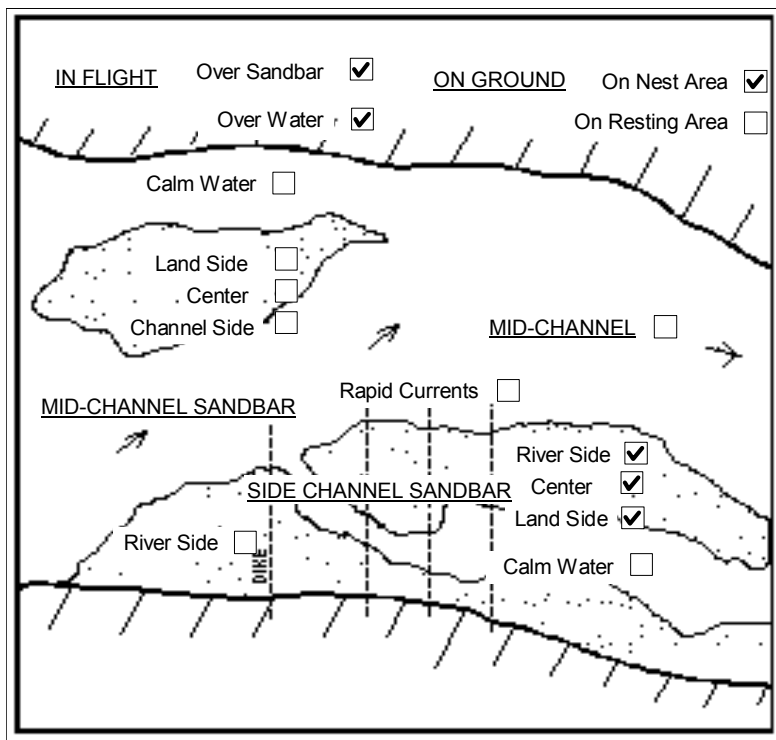 IN FLIGHT Over Sandbar ON GROUND On Nest Area
Over Water On Resting Area
Calm Water
Land Side
Center
Channel Side
MID-CHANNEL
Rapid Currents
MID-CHANNEL SANDBAR
River Side
SIDE CHANNEL SANDBAR Center
Land Side
River Side
DIKE
Calm Water